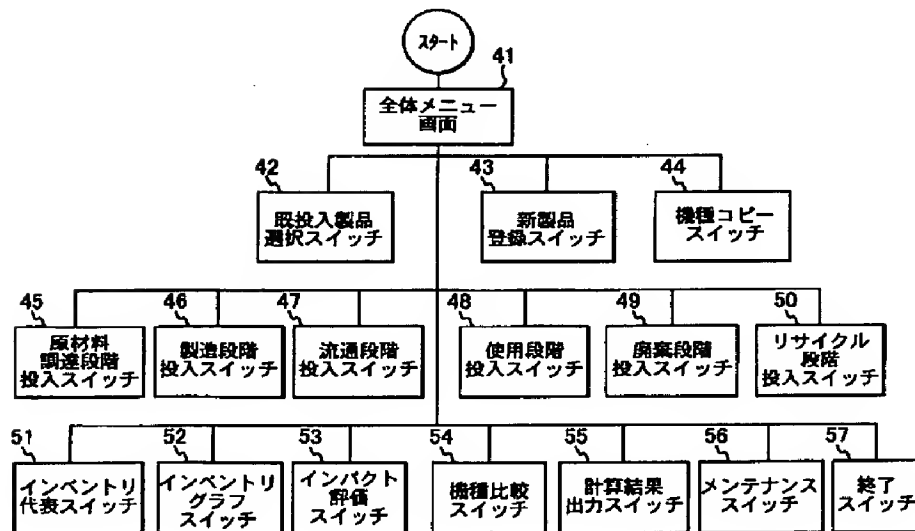 スタート
41
全体メニュー
画面
42
既投入製品
選択スイッチ
43
新製品
登録スイッチ
44
機種コピー
スイッチ
45
原材料
調達段階
投入スイッチ
46
製造段階
投入スイッチ
47
流通段階
投入スイッチ
48
使用段階
投入スイッチ
49
廃棄段階
投入スイッチ
50
リサイクル
段階
投入スイッチ
51
インベントリ
代表スイッチ
52
インベントリ
グラフ
スイッチ
53
インパクト
評価
スイッチ
54
機種比較
スイッチ
55
計算結果
出力スイッチ
56
メンテナンス
スイッチ
57
終了
スイッチ